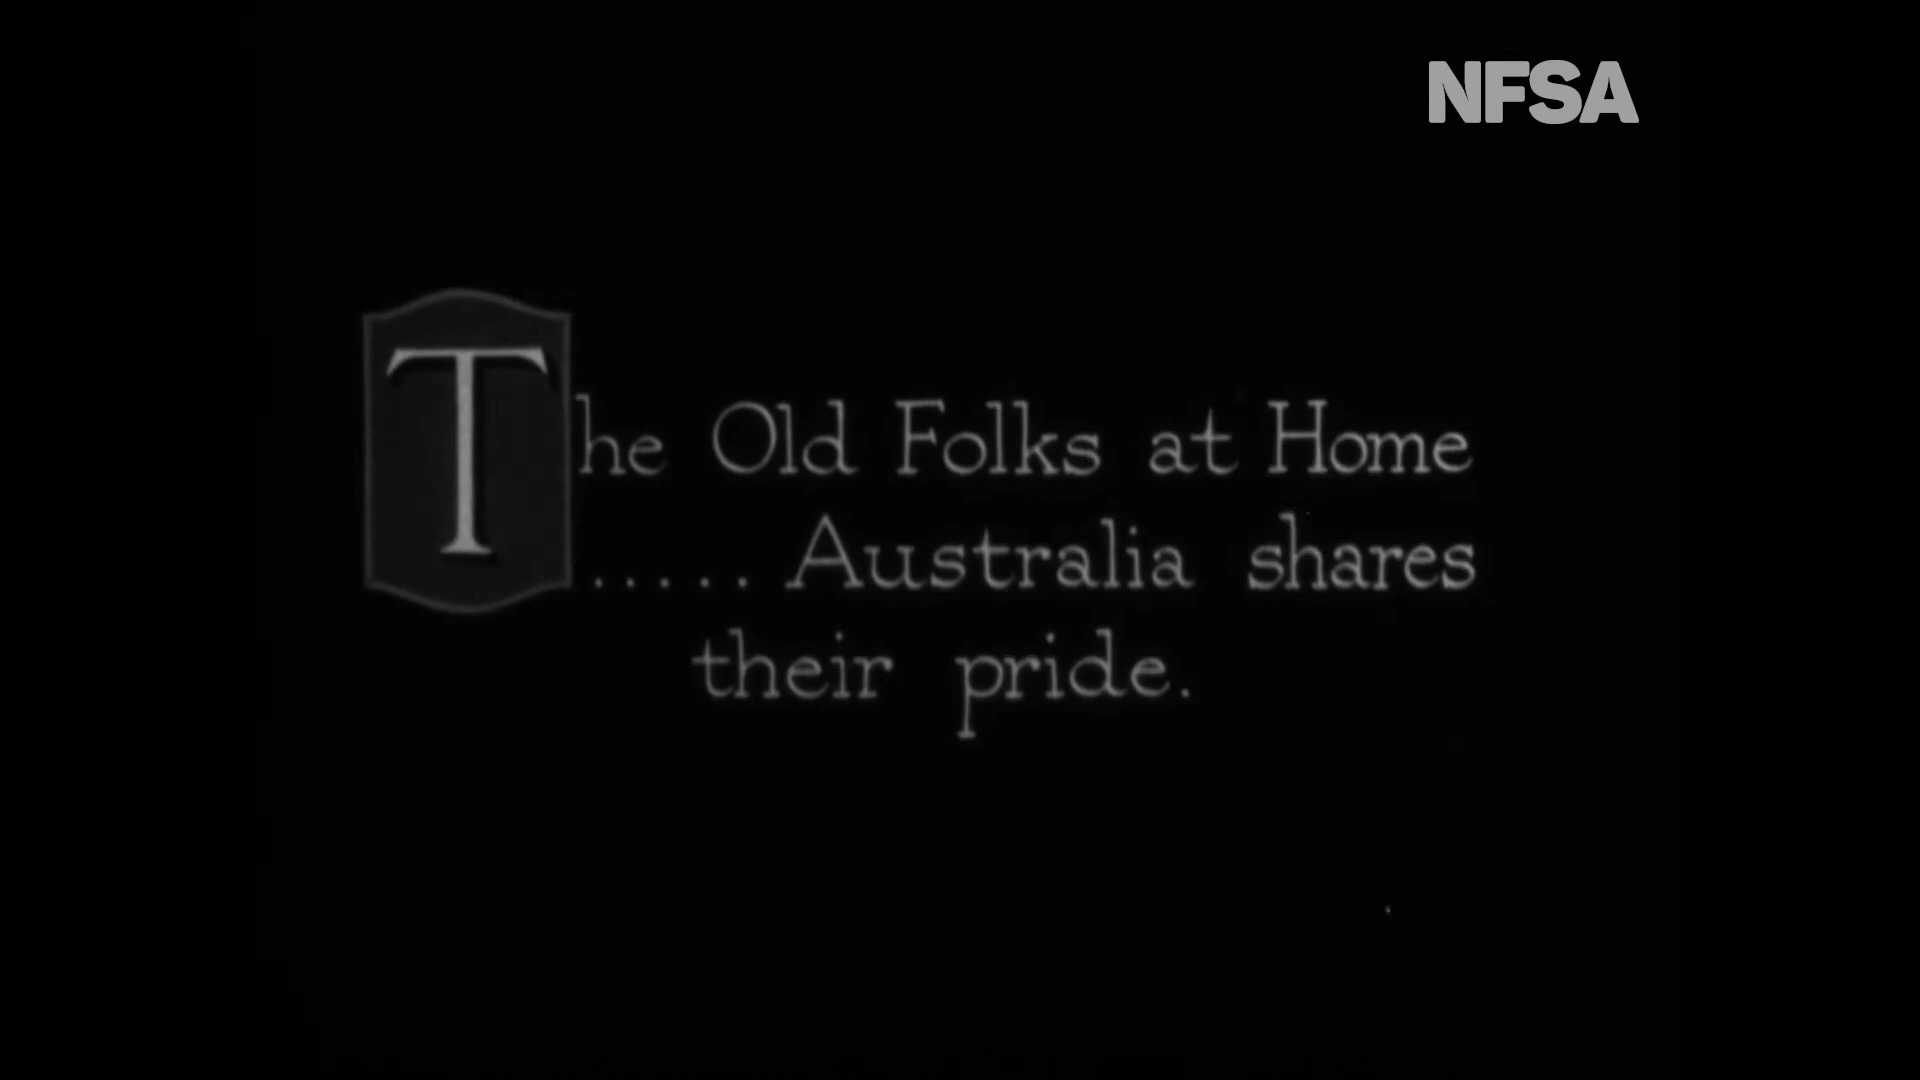 NFSA
The Old Folks at Home
..... Australia shares
their pride.